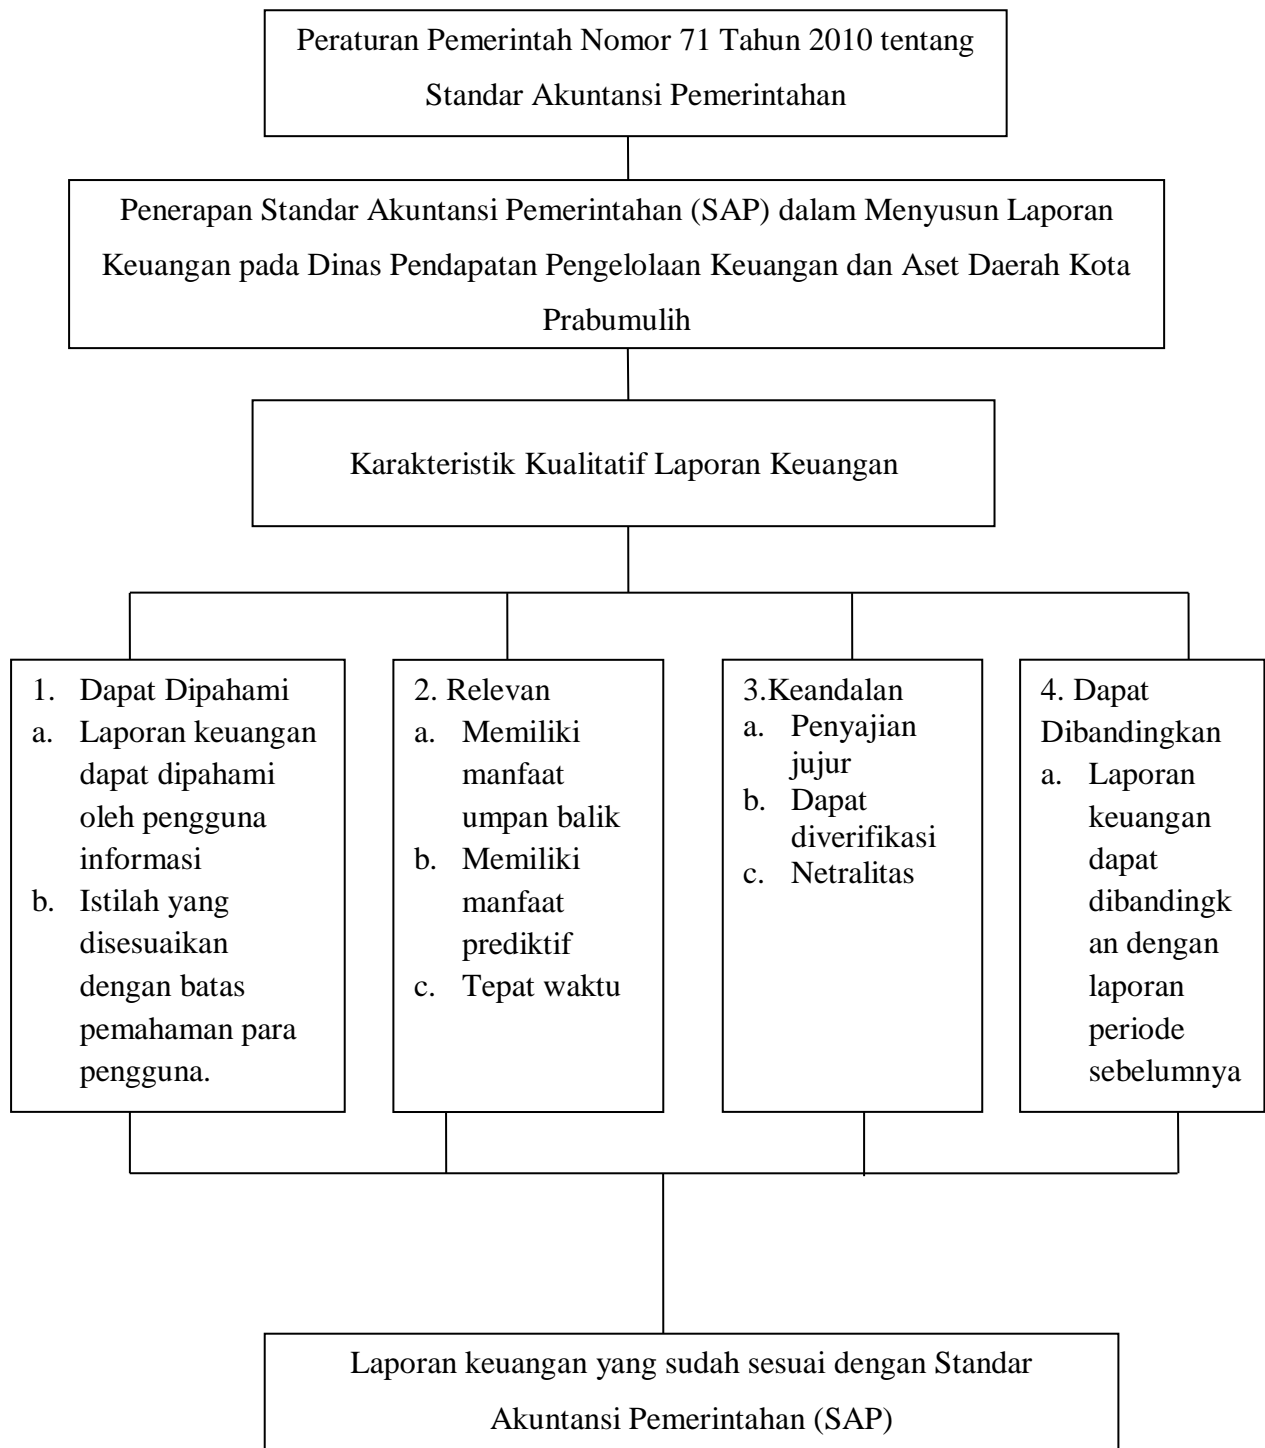 Peraturan Pemerintah Nomor 71 Tahun 2010 tentang
Standar Akuntansi Pemerintahan
Penerapan Standar Akuntansi Pemerintahan (SAP) dalam Menyusun Laporan
Keuangan pada Dinas Pendapatan Pengelolaan Keuangan dan Aset Daerah Kota
Prabumulih
Karakteristik Kualitatif Laporan Keuangan
1. Dapat Dipahami
a. Laporan keuangan
dapat dipahami
oleh pengguna
informasi
b. Istilah yang
disesuaikan
dengan batas
pemahaman para
pengguna.
2. Relevan
a. Memiliki
manfaat
umpan balik
b. Memiliki
manfaat
prediktif
c. Tepat waktu
3.Keandalan
a. Penyajian
jujur
b. Dapat
diverifikasi
c. Netralitas
4. Dapat
Dibandingkan
a. Laporan
keuangan
dapat
dibandingk
an dengan
laporan
periode
sebelumnya
Laporan keuangan yang sudah sesuai dengan Standar
Akuntansi Pemerintahan (SAP)